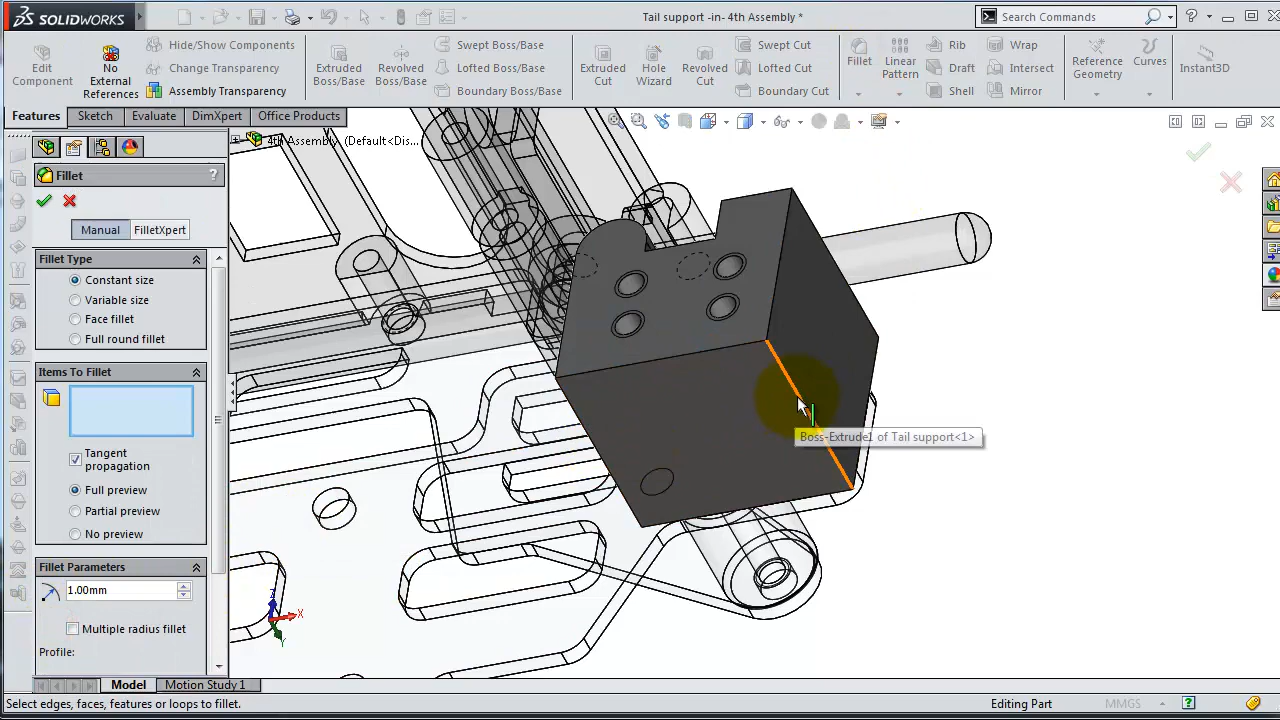 SOLIDWORKS
Tail support -in- 4th Assembly *
Search Commands
Edit Component
No External References
Hide/Show Components
Change Transparency
Assembly Transparency
Extruded Boss/Base
Revolved Boss/Base
Swept Boss/Base
Lofted Boss/Base
Boundary Boss/Base
Extruded Cut
Hole Wizard
Revolved Cut
Swept Cut
Lofted Cut
Boundary Cut
Fillet
Linear Pattern
Rib
Draft
Shell
Wrap
Intersect
Mirror
Reference Geometry
Curves
Instant3D
Features
Sketch
Evaluate
DimXpert
Office Products
4th Assembly (Default<Dis...
Fillet
?
Manual
FilletXpert
Fillet Type
Constant size
Variable size
Face fillet
Full round fillet
Items To Fillet
Tangent propagation
Full preview
Partial preview
No preview
Fillet Parameters
1.00mm
Multiple radius fillet
Profile:
Boss-Extrude1 of Tail support<1>
Z
X
Y
Model
Motion Study 1
Select edges, faces, features or loops to fillet.
Editing Part
MMGS
?